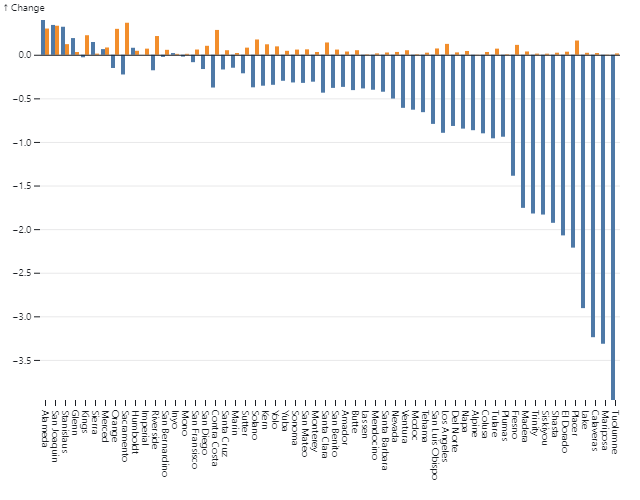 ↑ Change
0.0
−0.5
−1.0
−1.5
−2.0
−2.5
−3.0
−3.5
Alameda
San Joaquin
Stanislaus
Glenn
Kings
Sierra
Merced
Orange
Sacramento
Humboldt
Imperial
Riverside
San Bernardino
Inyo
Mono
San Fransisco
San Diego
Contra Costa
Santa Cruz
Marin
Sutter
Solano
Kern
Yolo
Yuba
Sonoma
San Mateo
Monterey
Santa Clara
San Benito
Amador
Butte
Lassen
Mendocino
Santa Barbara
Nevada
Ventura
Modoc
Tehama
San Luis Obispo
Los Angeles
Del Norte
Napa
Alpine
Colusa
Tulare
Plumas
Fresno
Madera
Trinity
Siskiyou
Shasta
El Dorado
Placer
Lake
Calaveras
Mariposa
Tuolumne